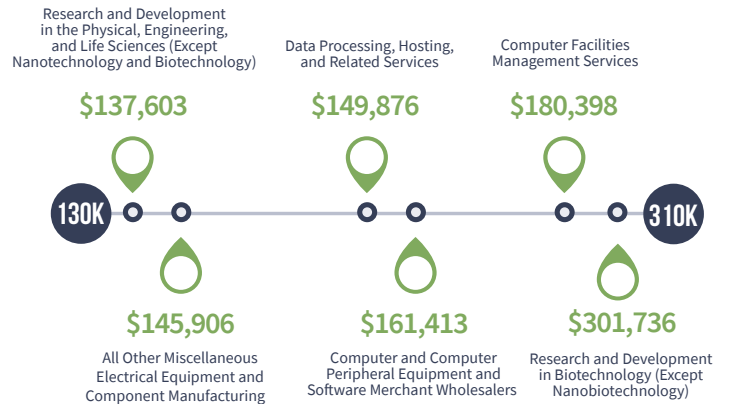 Research and Development
in the Physical, Engineering,
and Life Sciences (Except
Nanotechnology and Biotechnology)
$137,603
Data Processing, Hosting,
and Related Services
$149,876
Computer Facilities
Management Services
$180,398
130K
310K
$145,906
All Other Miscellaneous
Electrical Equipment and
Component Manufacturing
$161,413
Computer and Computer
Peripheral Equipment and
Software Merchant Wholesalers
$301,736
Research and Development
in Biotechnology (Except
Nanobiotechnology)